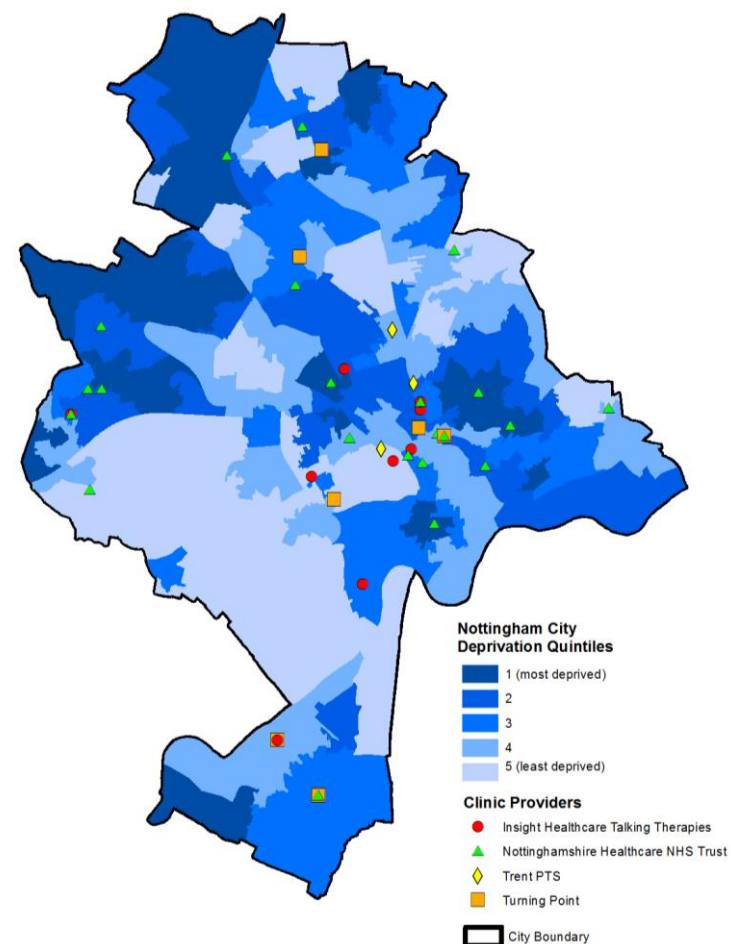 Nottingham City
Deprivation Quintiles
1 (most deprived)
2
3
4
5 (least deprived)
Clinic Providers
Insight Healthcare Talking Therapies
Nottinghamshire Healthcare NHS Trust
Trent PTS
Turning Point
City Boundary